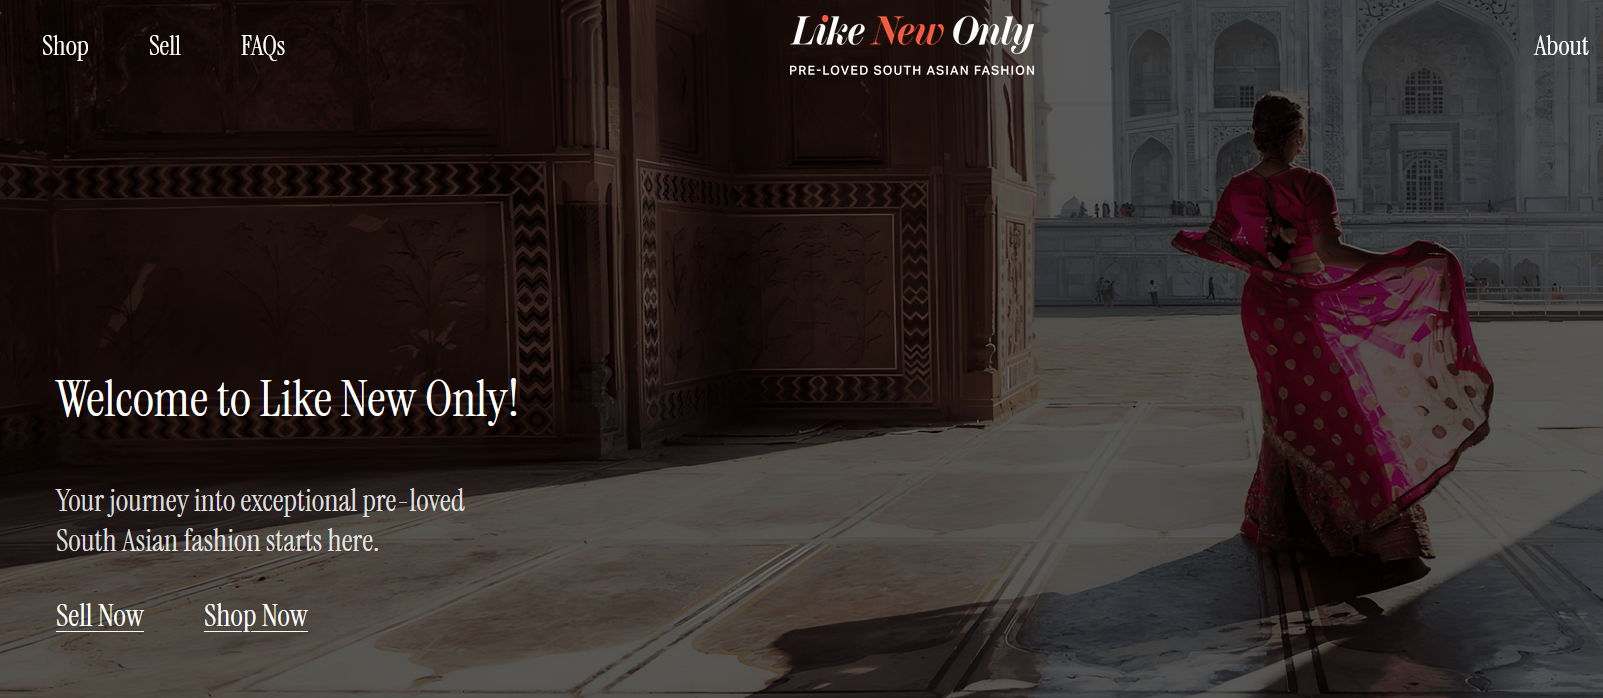 Shop
Sell
FAQs
Like New Only
PRE-LOVED SOUTH ASIAN FASHION
About
Welcome to Like New Only!
Your journey into exceptional pre-loved
South Asian fashion starts here.
Sell Now
Shop Now